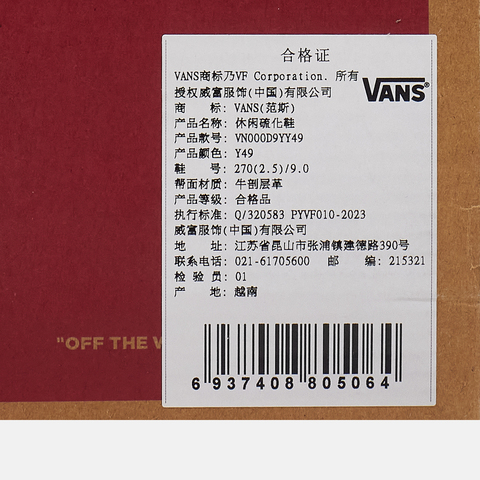 合格证
VANS商标乃VF Corporation. 所有
授权威富服饰(中国)有限公司
VANS®
商 标: VANS(范斯)
产品名称: 休闲硫化鞋
产品款号: VN000D9YY49
产品颜色: Y49
鞋 号: 270(2.5)/9.0
帮面材质: 牛剖层革
产品等级: 合格品
执行标准: Q/320583 PYVF010-2023
威富服饰(中国)有限公司
地 址: 江苏省昆山市张浦镇建德路390号
联系电话: 021-61705600 邮 编: 215321
检 验 员: 01
产 地: 越南
"OFF THE W
6 937408 805064